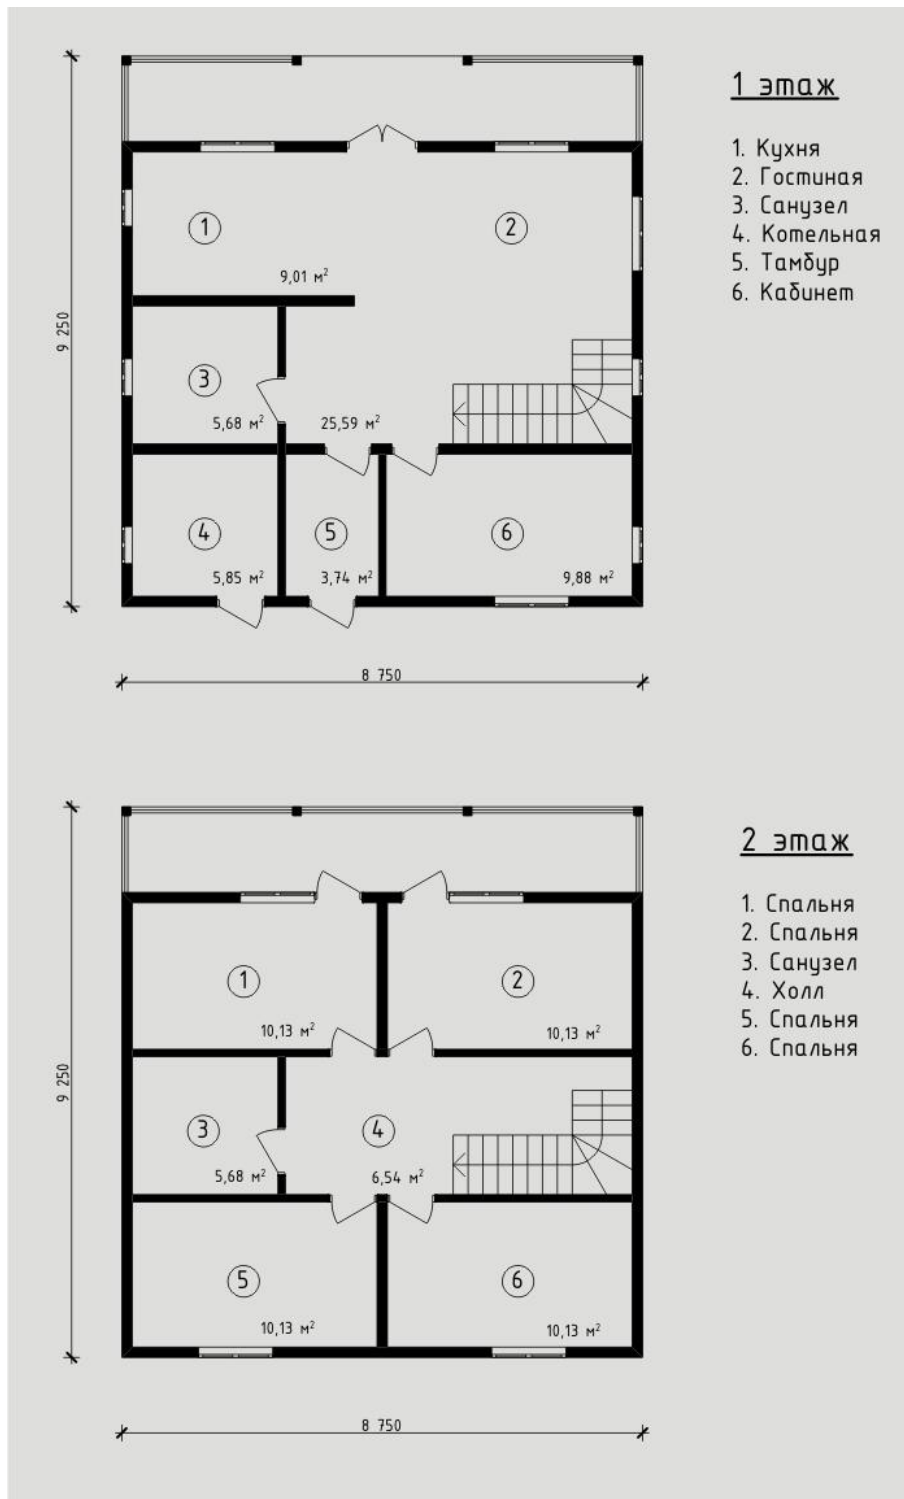 1 этаж
1. Кухня
2. Гостиная
3. Санузел
4. Котельная
5. Тамбур
6. Кабинет
1
2
9,01 м²
9 250
3
5,68 м²
25,59 м²
4
5
6
5,85 м²
3,74 м²
9,88 м²
8 750
2 этаж
1. Спальня
2. Спальня
3. Санузел
4. Холл
5. Спальня
6. Спальня
1
2
10,13 м²
10,13 м²
9 250
3
4
5,68 м²
6,54 м²
5
6
10,13 м²
10,13 м²
8 750